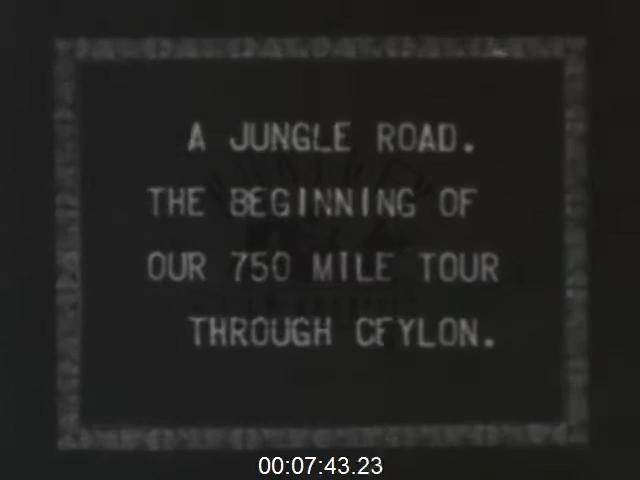 A JUNGLE ROAD.
THE BEGINNING OF
OUR 750 MILE TOUR
THROUGH CEYLON.
00:07:43.23